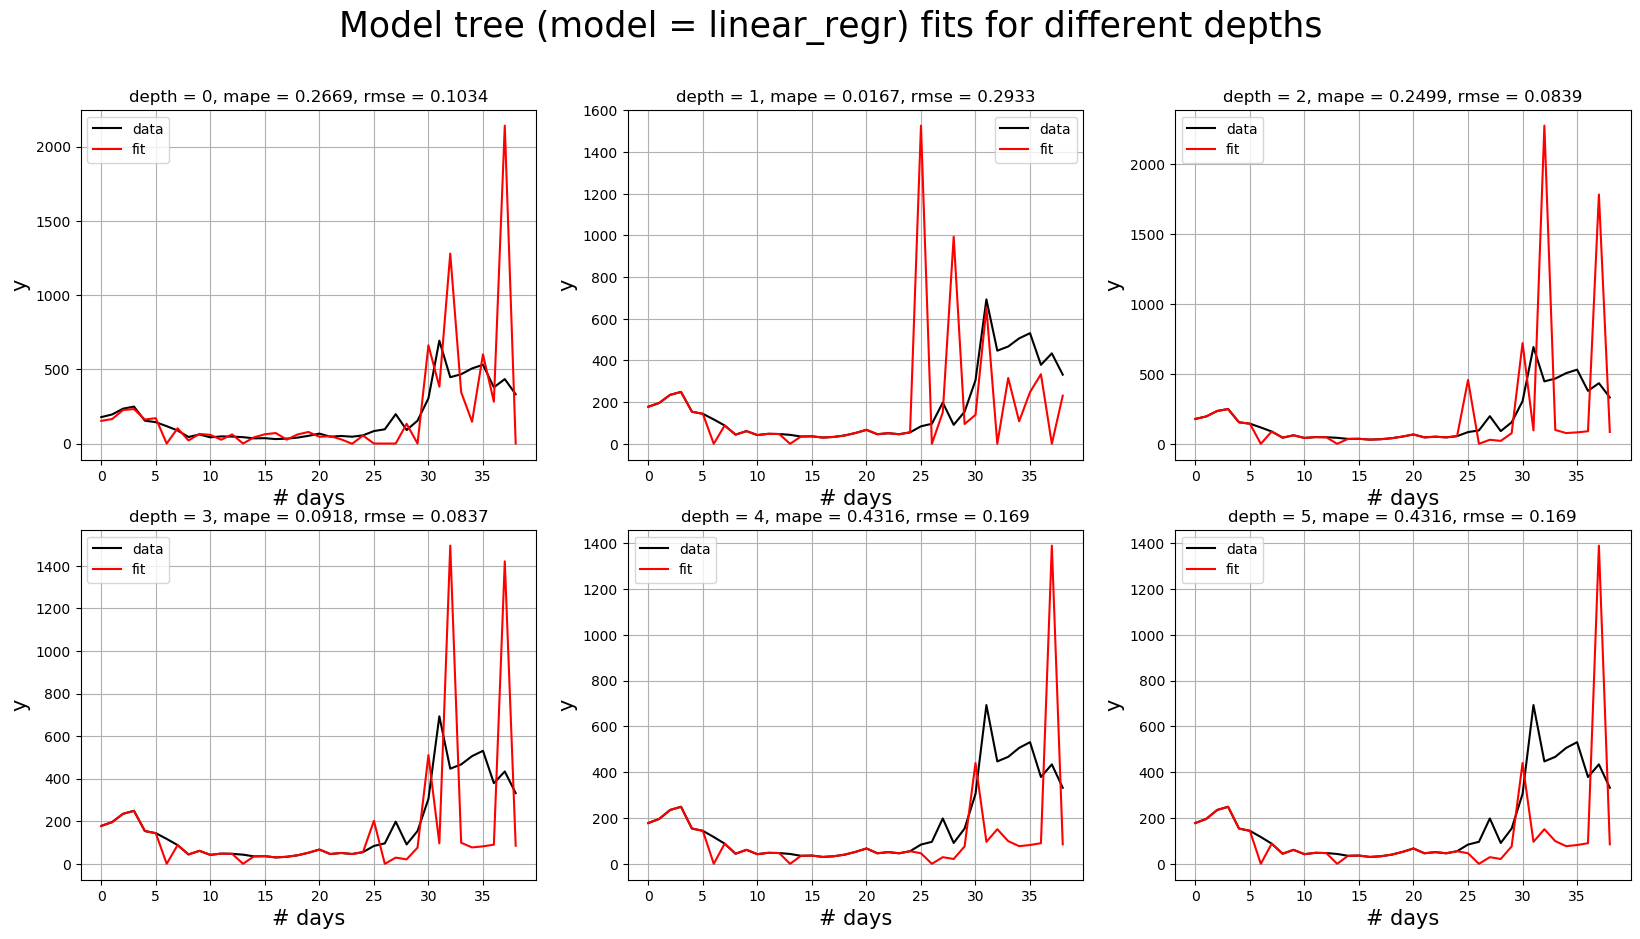 Model tree (model = linear_regr) fits for different depths
depth = 0, mape = 0.2669, rmse = 0.1034
data
fit
y
2000
1500
1000
500
0
0 5 10 15 20 25 30 35
# days
depth = 1, mape = 0.0167, rmse = 0.2933
data
fit
y
1600
1400
1200
1000
800
600
400
200
0
0 5 10 15 20 25 30 35
# days
depth = 2, mape = 0.2499, rmse = 0.0839
data
fit
y
2000
1500
1000
500
0
0 5 10 15 20 25 30 35
# days
depth = 3, mape = 0.0918, rmse = 0.0837
data
fit
y
1400
1200
1000
800
600
400
200
0
0 5 10 15 20 25 30 35
# days
depth = 4, mape = 0.4316, rmse = 0.169
data
fit
y
1400
1200
1000
800
600
400
200
0
0 5 10 15 20 25 30 35
# days
depth = 5, mape = 0.4316, rmse = 0.169
data
fit
y
1400
1200
1000
800
600
400
200
0
0 5 10 15 20 25 30 35
# days